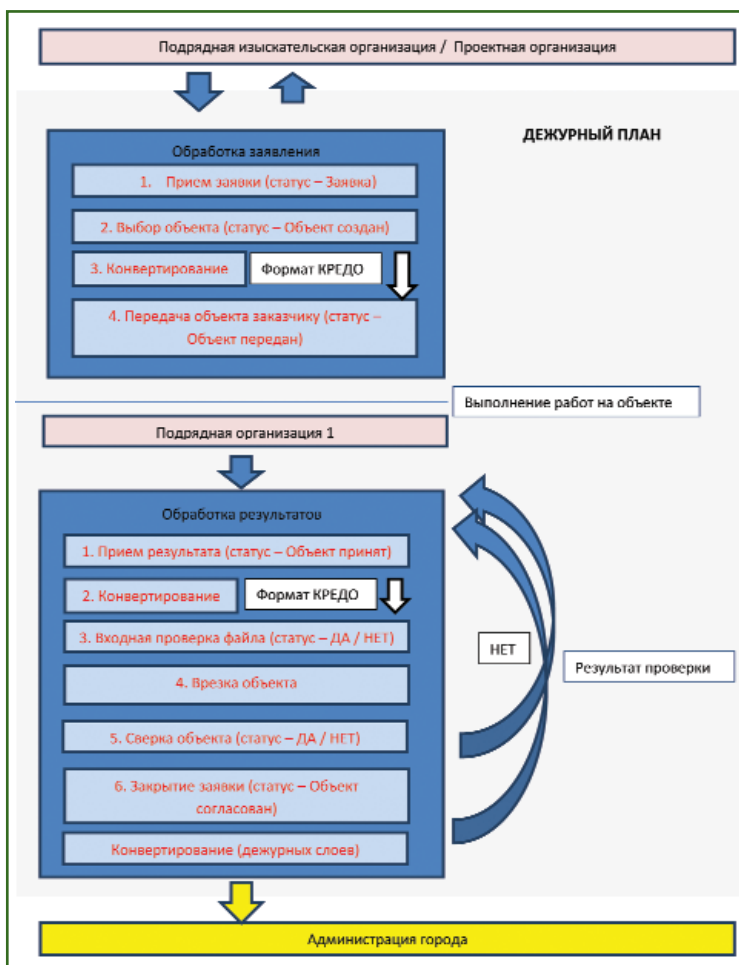 Подрядная изыскательская организация / Проектная организация
ДЕЖУРНЫЙ ПЛАН
Обработка заявления
1. Прием заявки (статус – Заявка)
2. Выбор объекта (статус – Объект создан)
3. Конвертирование
Формат КРЕДО
4. Передача объекта заказчику (статус –
Объект передан)
Выполнение работ на объекте
Подрядная организация 1
Обработка результатов
1. Прием результата (статус – Объект принят)
2. Конвертирование
Формат КРЕДО
3. Входная проверка файла (статус – ДА / НЕТ)
НЕТ
Результат проверки
4. Врезка объекта
5. Сверка объекта (статус – ДА / НЕТ)
6. Закрытие заявки (статус – Объект
согласован)
Конвертирование (дежурных слоев)
Администрация города